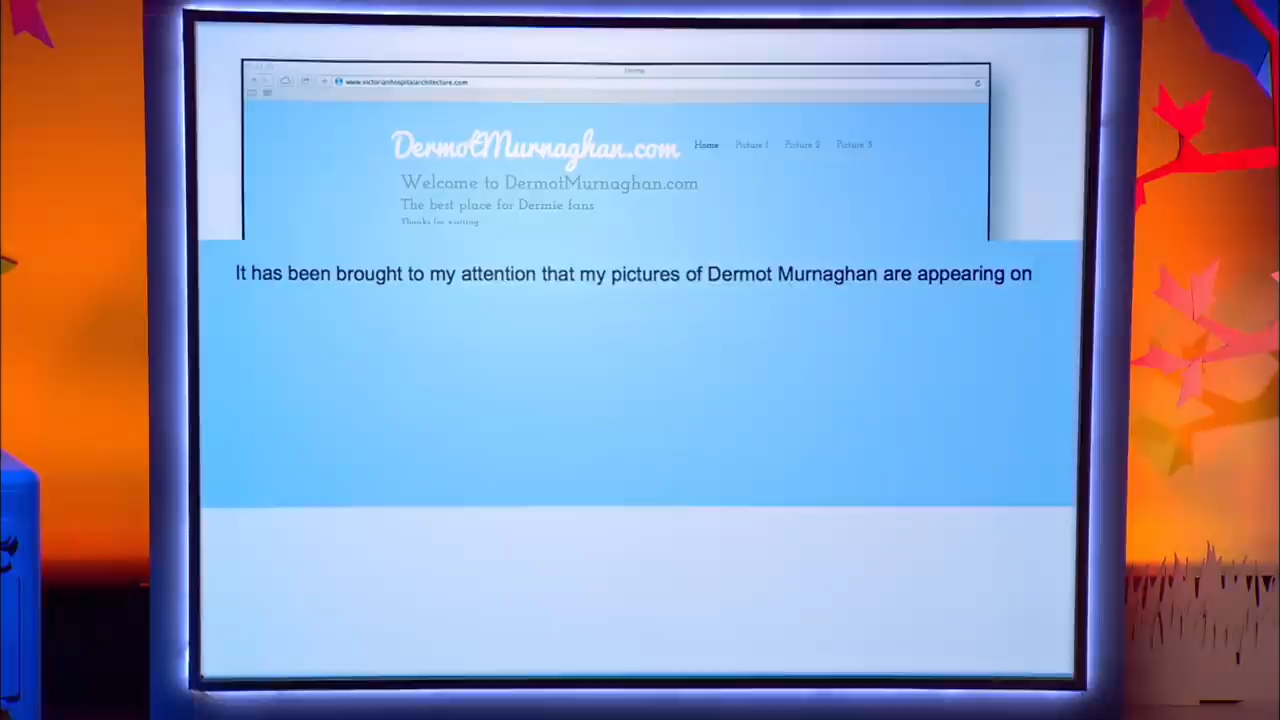 www.victorianhospitalarchitecture.com
DermotMurnaghan.com
Home Picture 1 Picture 2 Picture 3
Welcome to DermotMurnaghan.com
The best place for Dermie fans
Thanks for visiting
It has been brought to my attention that my pictures of Dermot Murnaghan are appearing on